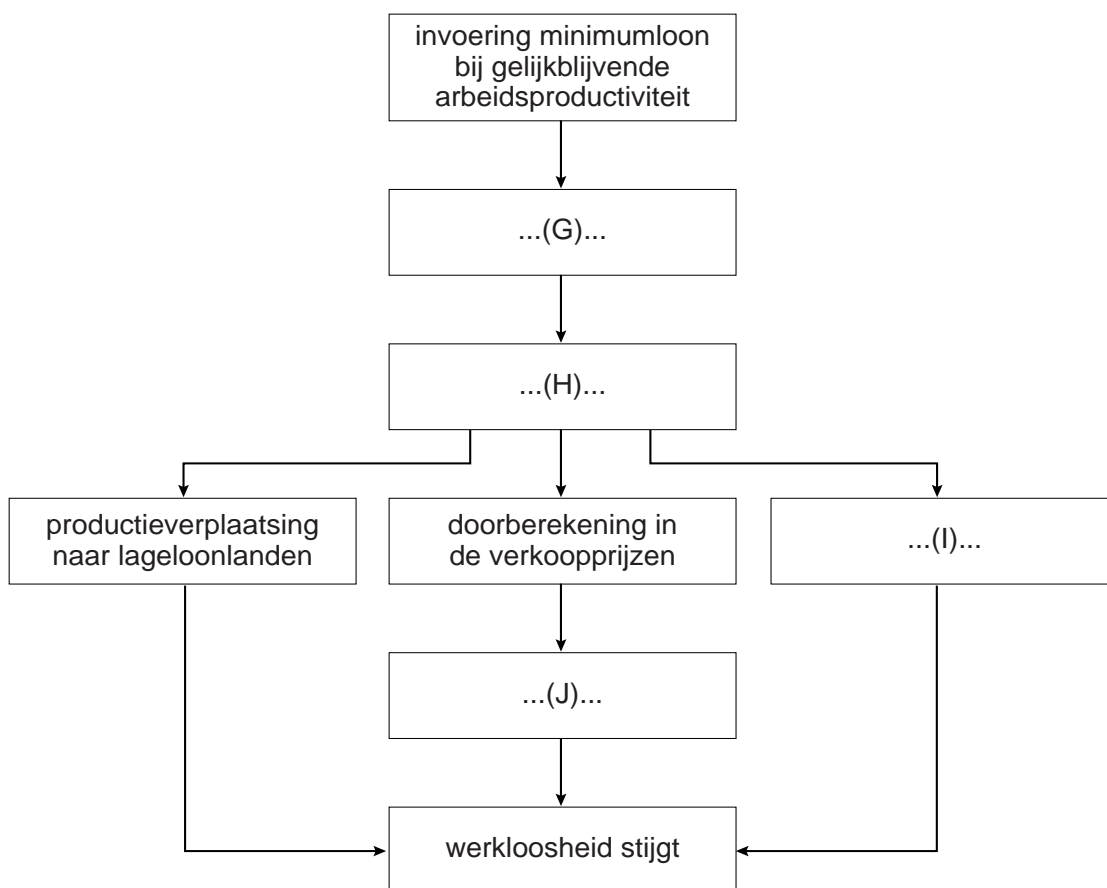 invoering minimumloon
bij gelijkblijvende
arbeidsproductiviteit
...(G)...
...(H)...
productieverplaatsing
naar lageloonlanden
doorberekening in
de verkoopprijzen
...(I)...
...(J)...
werkloosheid stijgt